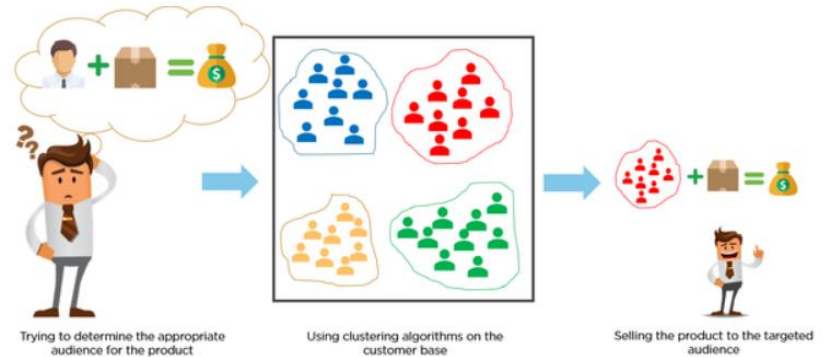 ??
$
Trying to determine the appropriate
audience for the product
Using clustering algorithms on the
customer base
$
Selling the product to the targeted
audience